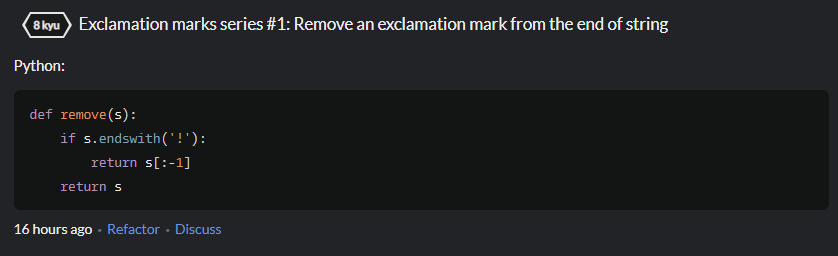 8 kyu Exclamation marks series #1: Remove an exclamation mark from the end of string
Python:
def remove(s):
    if s.endswith('!'):
        return s[:-1]
    return s
16 hours ago • Refactor • Discuss